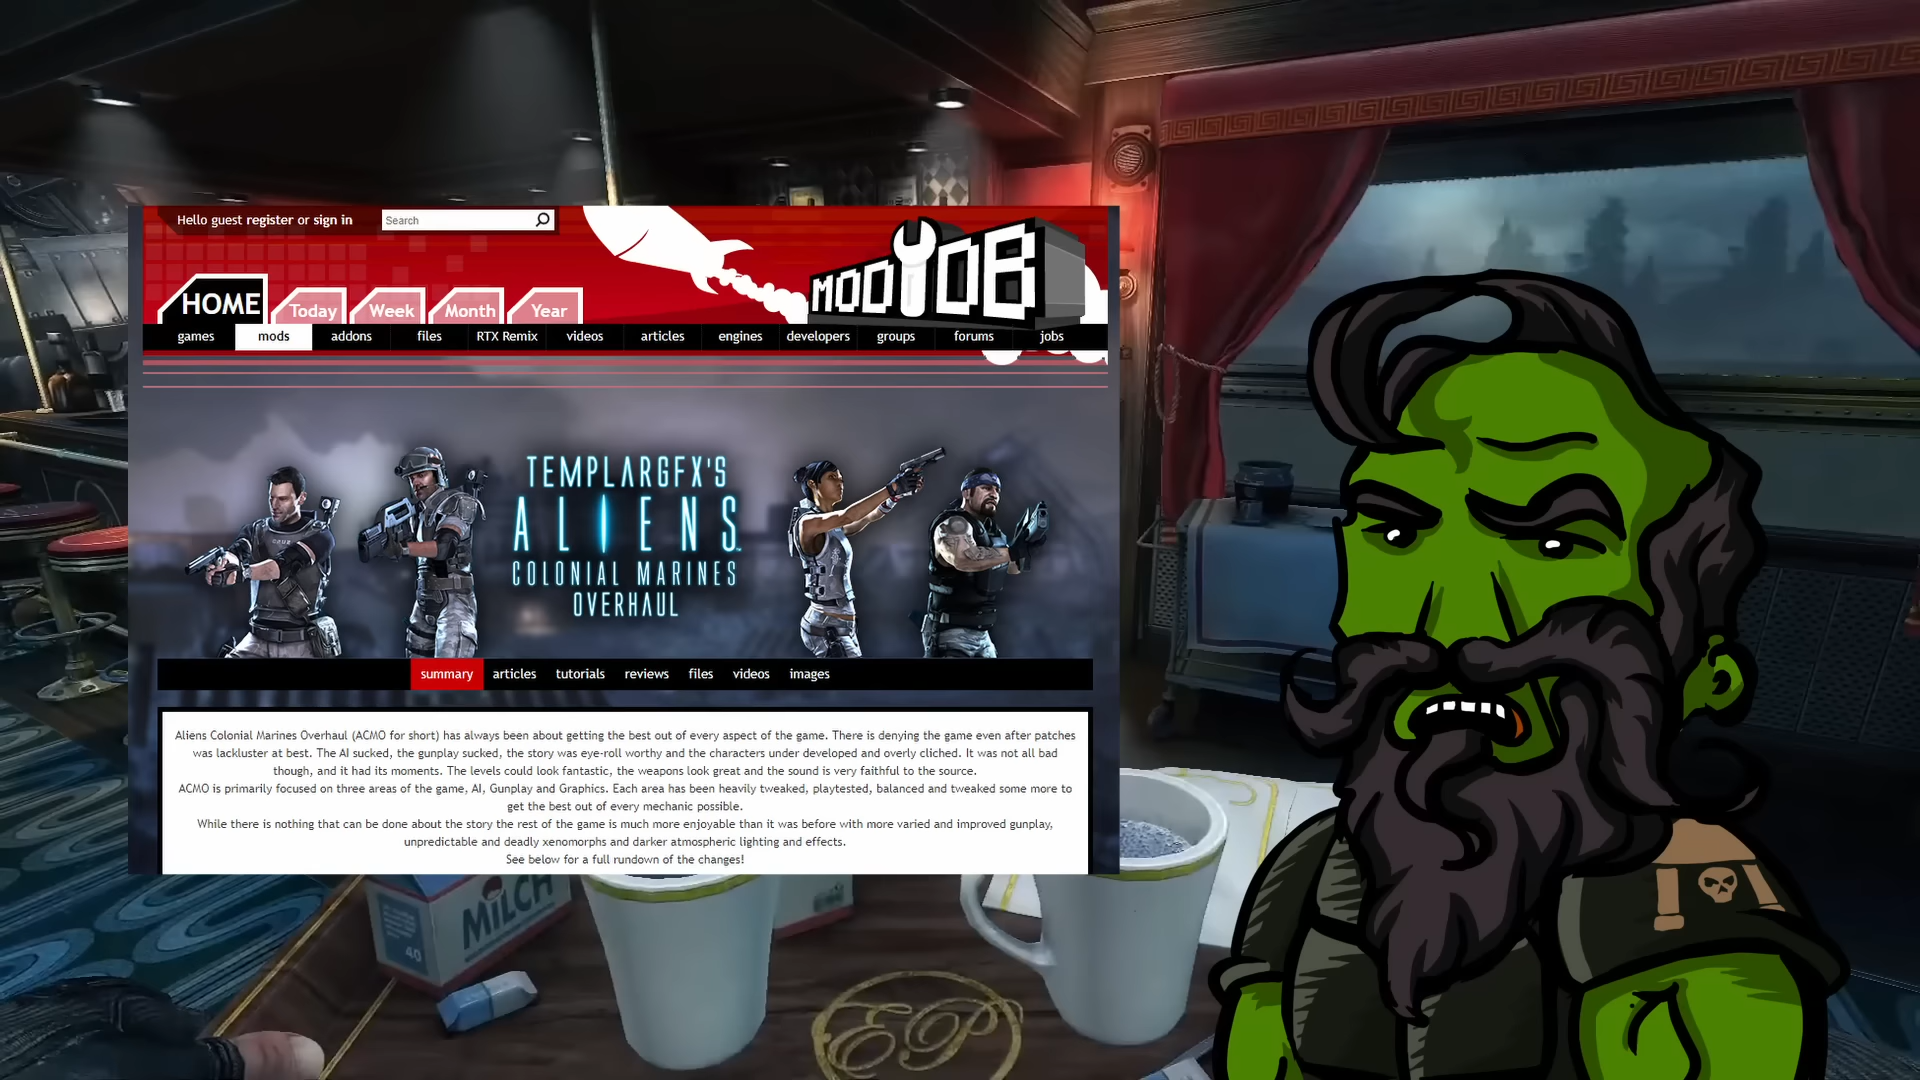 Hello guest register or sign in
Search
MODDB
HOME
Today
Week
Month
Year
games
mods
addons
files
RTX Remix
videos
articles
engines
developers
groups
forums
jobs
TEMPLARGFX'S
ALIENS
COLONIAL MARINES
OVERHAUL
summary
articles
tutorials
reviews
files
videos
images
Aliens Colonial Marines Overhaul (ACMO for short) has always been about getting the best out of every aspect of the game. There is denying the game even after patches
was lackluster at best. The AI sucked, the gunplay sucked, the story was eye-roll worthy and the characters under developed and overly cliched. It was not all bad
though, and it had its moments. The levels could look fantastic, the weapons look great and the sound is very faithful to the source.
ACMO is primarily focused on three areas of the game, AI, Gunplay and Graphics. Each area has been heavily tweaked, playtested, balanced and tweaked some more to
get the best out of every mechanic possible.
While there is nothing that can be done about the story the rest of the game is much more enjoyable than it was before with more varied and improved gunplay,
unpredictable and deadly xenomorphs and darker atmospheric lighting and effects.
See below for a full rundown of the changes!
MiLCH
40
EP